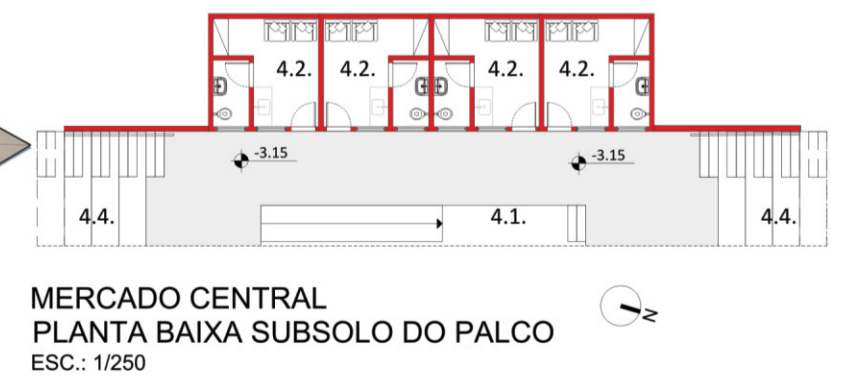 4.2. 4.2. 4.2. 4.2.
-3.15 -3.15
4.4. 4.1. 4.4.
MERCADO CENTRAL
PLANTA BAIXA SUBSOLO DO PALCO
ESC.: 1/250
N